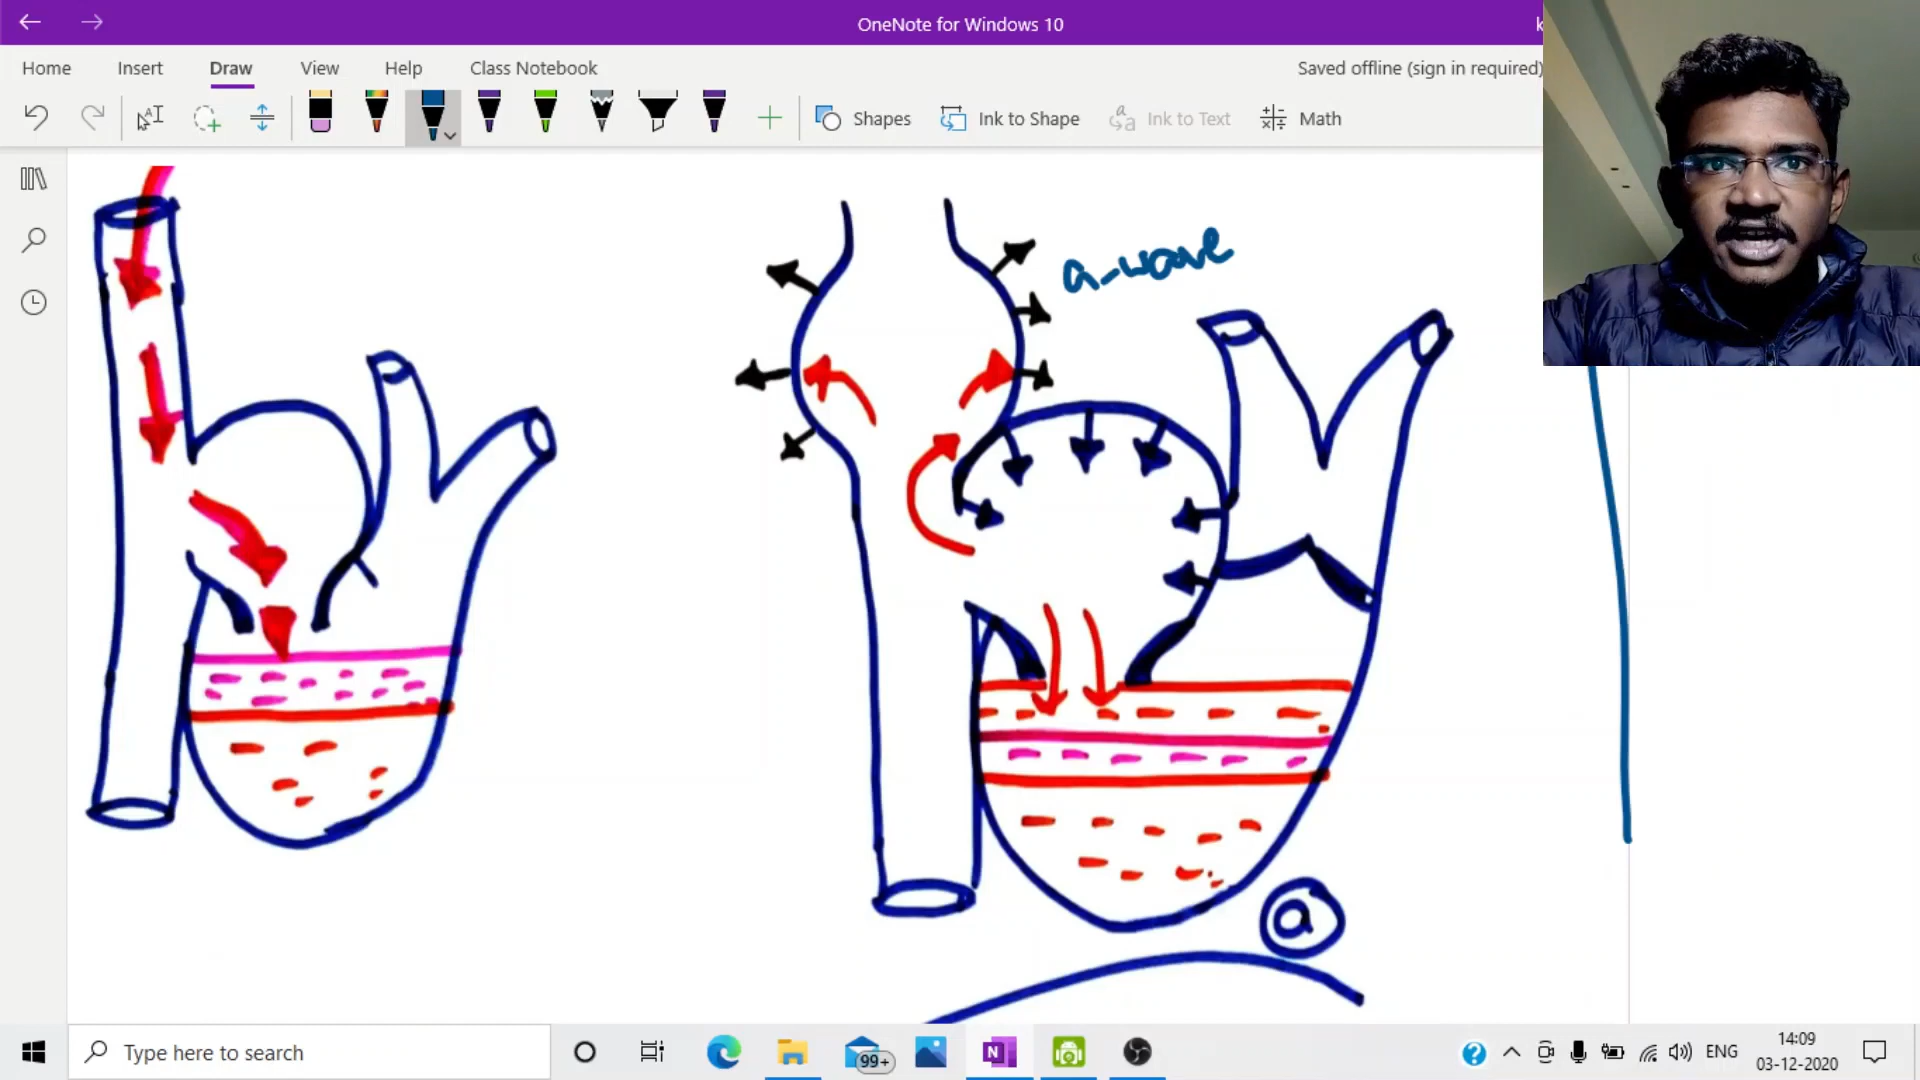 OneNote for Windows 10
k
Home Insert Draw View Help Class Notebook
Saved offline (sign in required)
Shapes Ink to Shape Ink to Text Math
a-wave
a
Type here to search
99+
ENG
14:09
03-12-2020